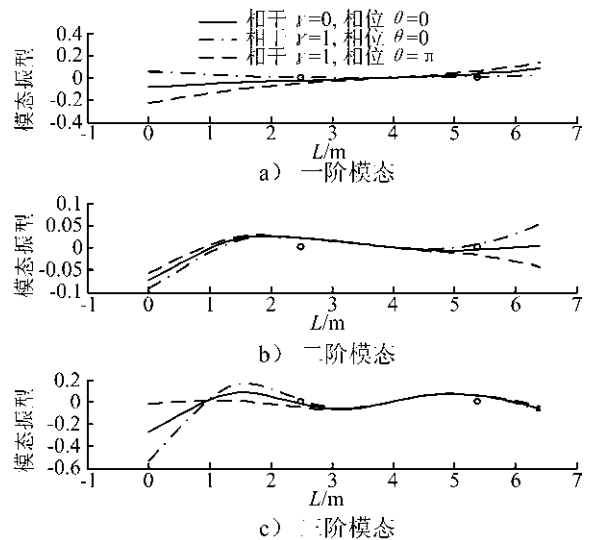 相干 γ=0, 相位 θ=0
相干 γ=1, 相位 θ=0
相干 γ=1, 相位 θ=π
模态振型
0.4
0.2
0
-0.2
-0.4
-1 0 1 2 3 4 5 6 7
L/m
a) 一阶模态
模态振型
0.1
0.05
0
-0.05
-0.1
-1 0 1 2 3 4 5 6 7
L/m
b) 二阶模态
模态振型
0.2
0
-0.2
-0.4
-0.6
-1 0 1 2 3 4 5 6 7
L/m
c) 三阶模态